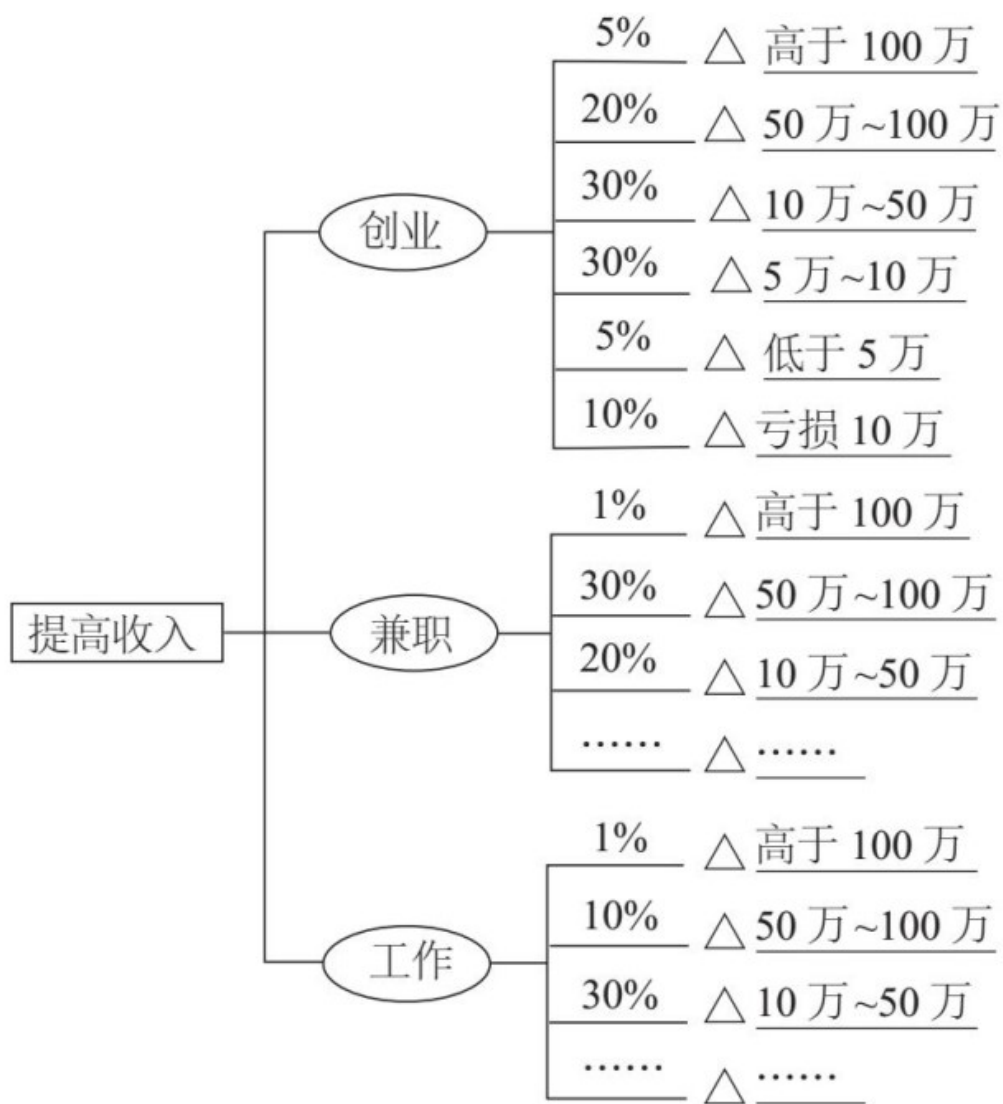 5% △ 高于 100 万
20% △ 50 万~100 万
30% △ 10 万~50 万
创业
30% △ 5 万~10 万
5% △ 低于 5 万
10% △ 亏损 10 万
1% △ 高于 100 万
30% △ 50 万~100 万
提高收入
兼职
20% △ 10 万~50 万
…… △ ……
1% △ 高于 100 万
10% △ 50 万~100 万
工作
30% △ 10 万~50 万
…… △ ……